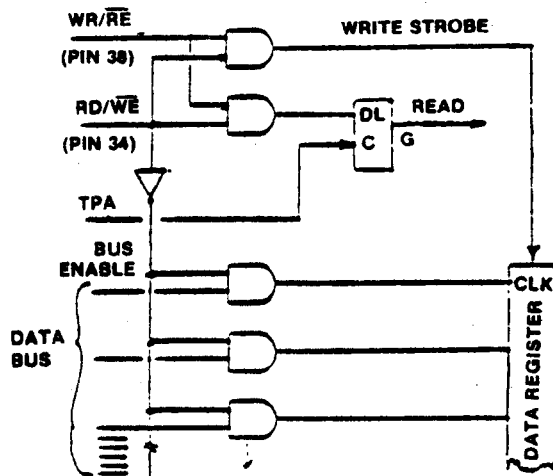 WR/RE
WRITE STROBE
(PIN 38)
RD/WE
DL
READ
(PIN 34)
C
G
TPA
BUS
ENABLE
CLK
DATA
BUS
DATA REGISTER